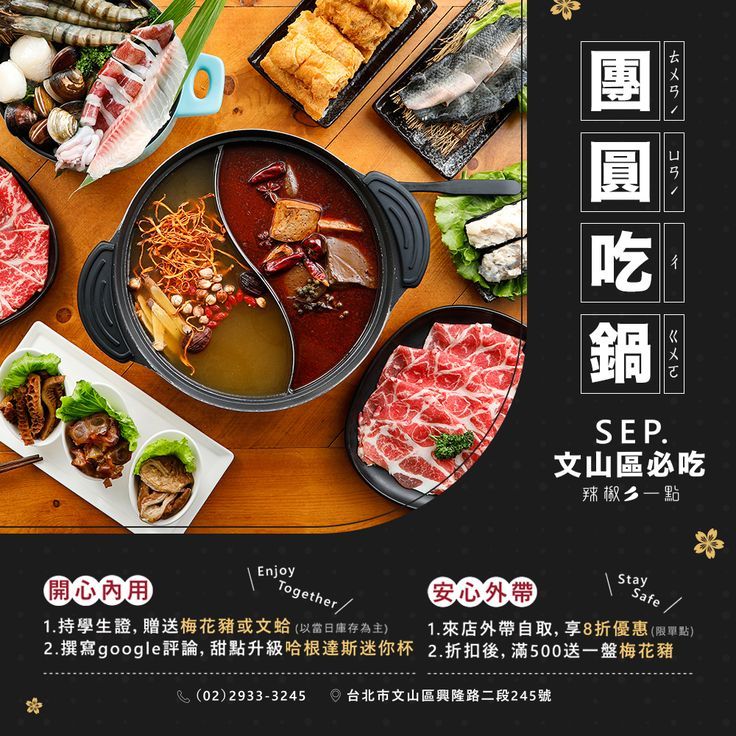 團 ㄊㄨㄢˊ
圓 ㄩㄢˊ
吃 ㄔ
鍋 ㄍㄨㄛ
SEP.
文山區必吃
辣椒多一點
開心內用
Enjoy
Together
1.持學生證, 贈送梅花豬或文蛤(以當日庫存為主)
2.撰寫google評論, 甜點升級哈根達斯迷你杯
安心外帶
Stay
Safe
1.來店外帶自取, 享8折優惠(限單點)
2.折扣後, 滿500送一盤梅花豬
(02)2933-3245 台北市文山區興隆路二段245號